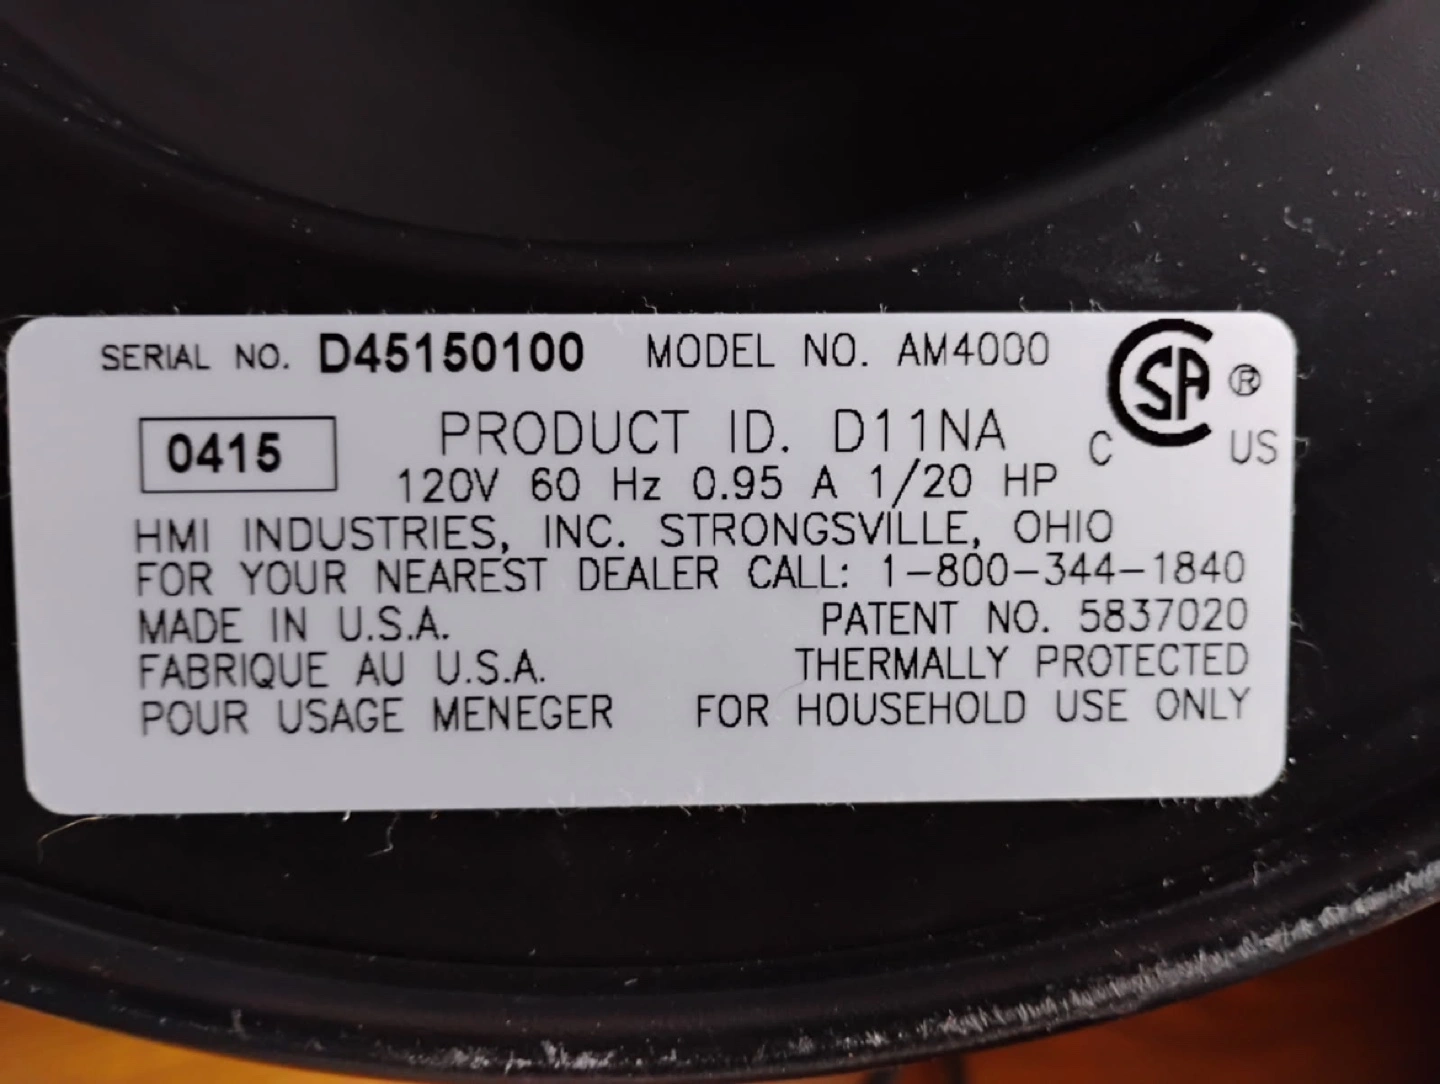 SERIAL NO. D45150100 MODEL NO. AM4000
CSA ®
C US
0415
PRODUCT ID. D11NA
120V 60 Hz 0.95 A 1/20 HP
HMI INDUSTRIES, INC. STRONGSVILLE, OHIO
FOR YOUR NEAREST DEALER CALL: 1-800-344-1840
MADE IN U.S.A. PATENT NO. 5837020
FABRIQUE AU U.S.A. THERMALLY PROTECTED
POUR USAGE MENEGER FOR HOUSEHOLD USE ONLY